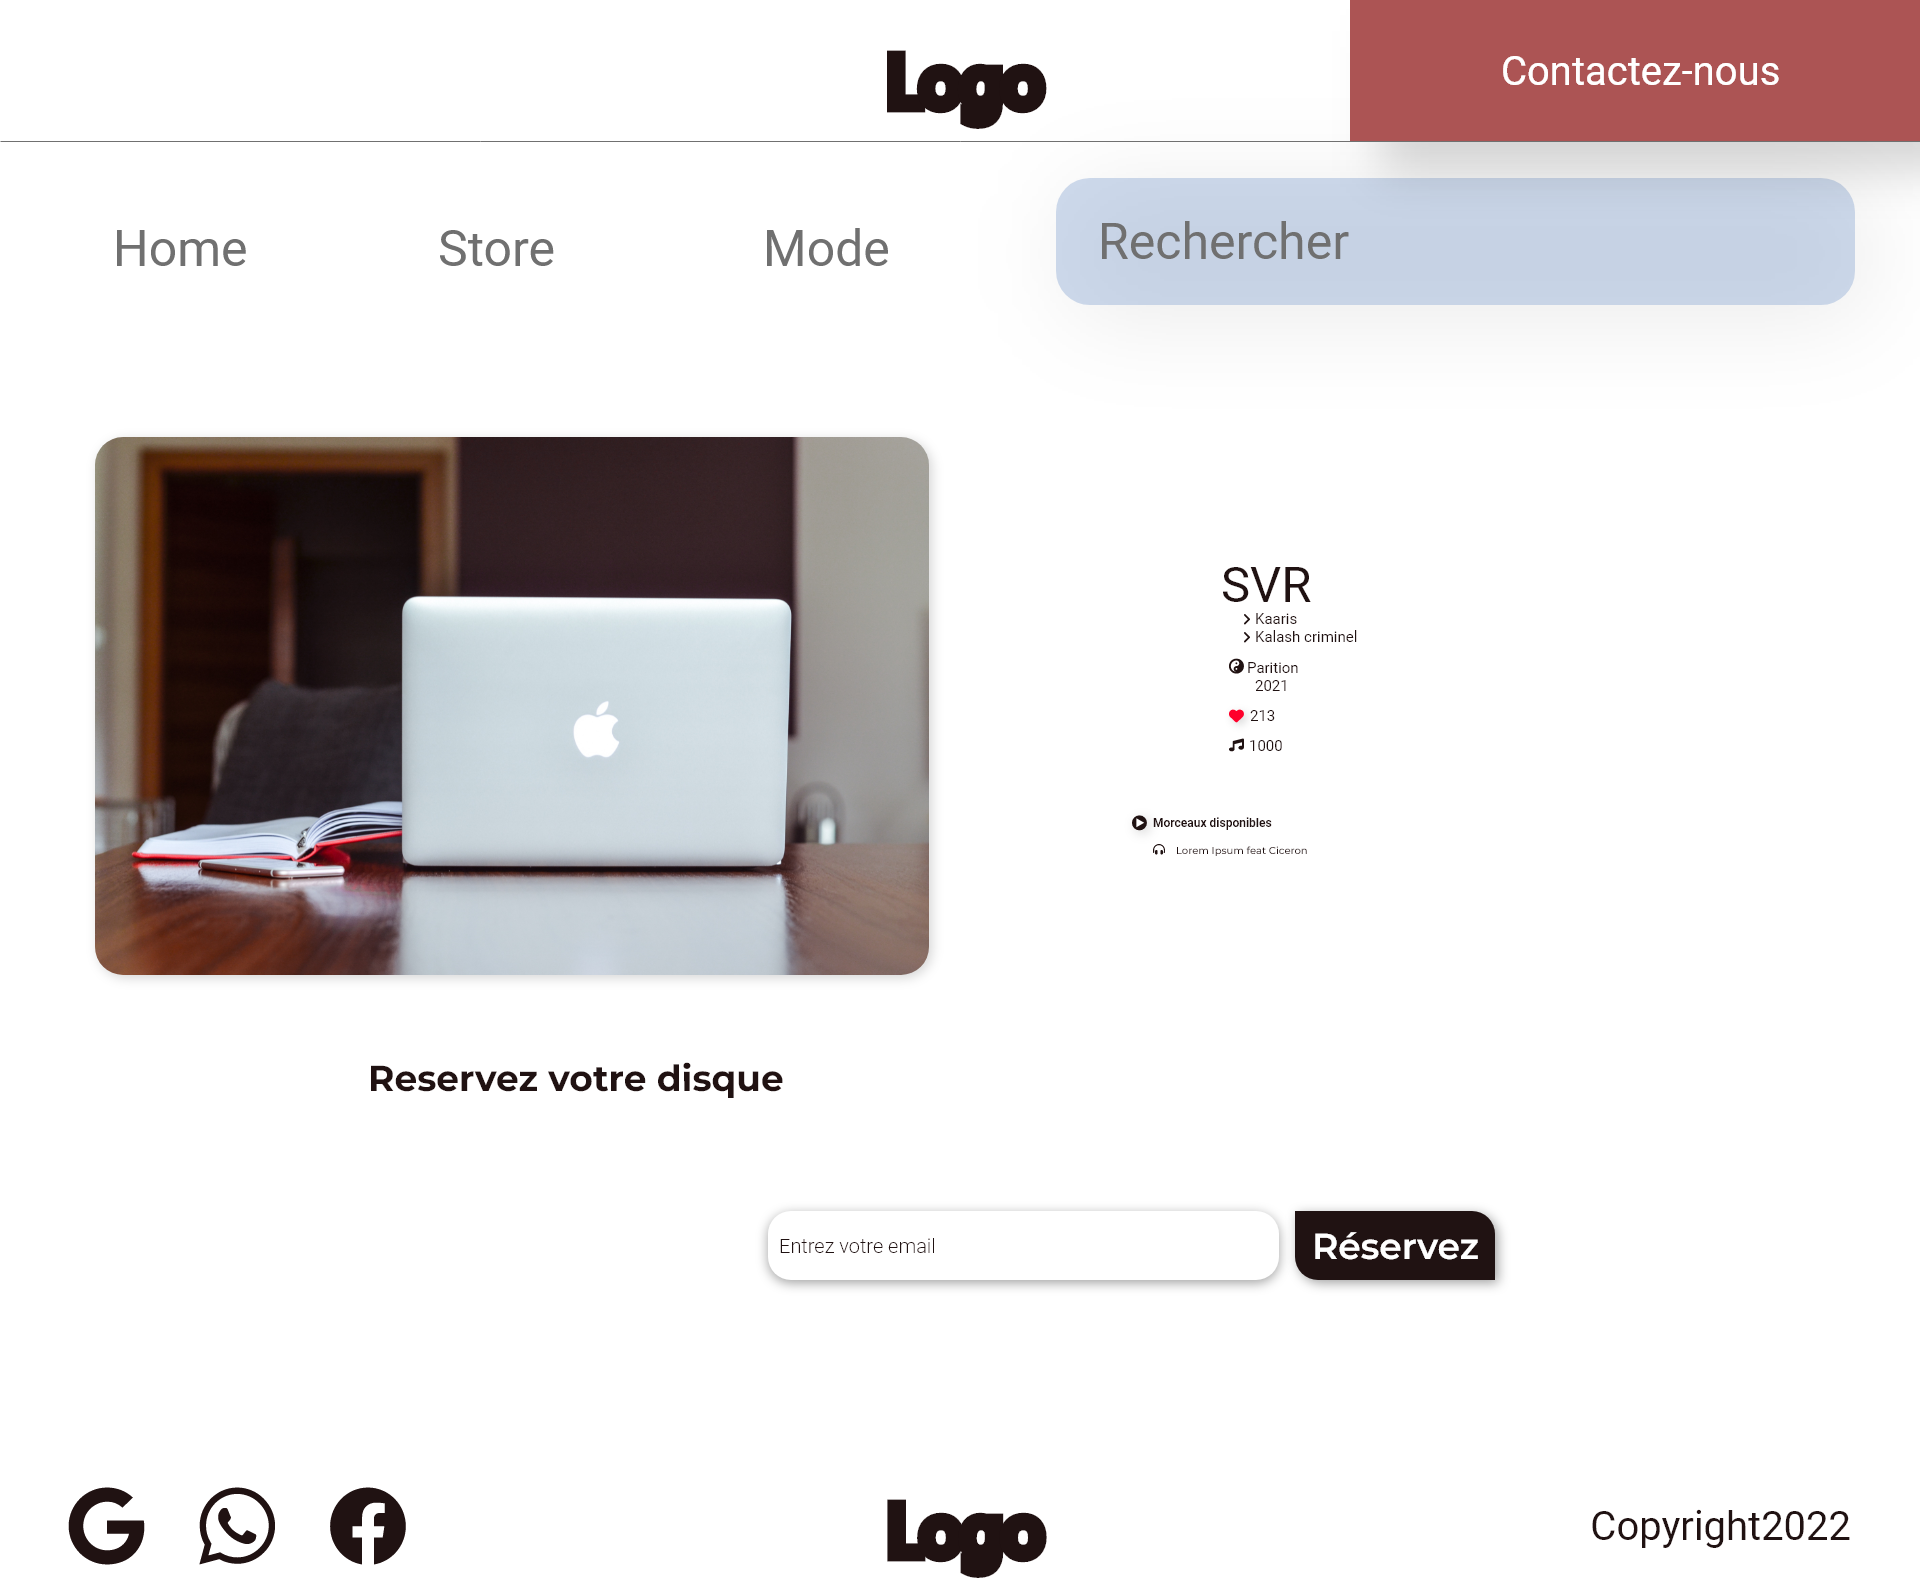 Logo
Contactez-nous
Home
Store
Mode
Rechercher
SVR
Kaaris
Kalash criminel
Parition
2021
213
1000
Morceaux disponibles
Lorem Ipsum feat Ciceron
Reservez votre disque
Entrez votre email
Réservez
Logo
Copyright2022